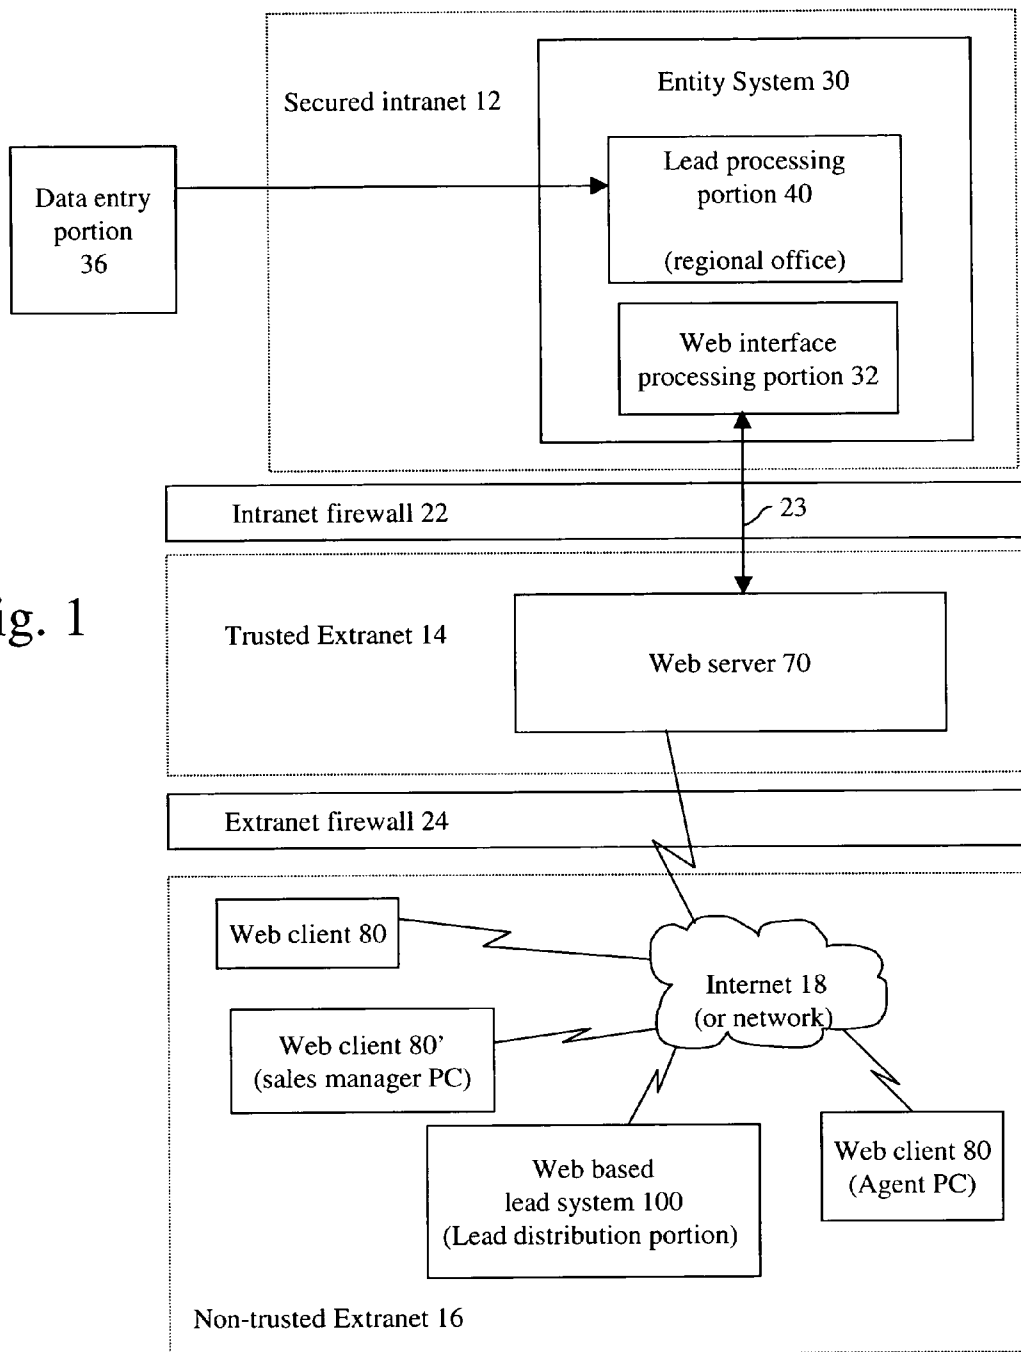 Entity System 30
Secured intranet 12
Lead processing
portion 40
(regional office)
Data entry
portion
36
Web interface
processing portion 32
Intranet firewall 22
23
ig. 1
Trusted Extranet 14
Web server 70
Extranet firewall 24
Web client 80
Internet 18
(or network)
Web client 80’
(sales manager PC)
Web client 80
(Agent PC)
Web based
lead system 100
(Lead distribution portion)
Non-trusted Extranet 16